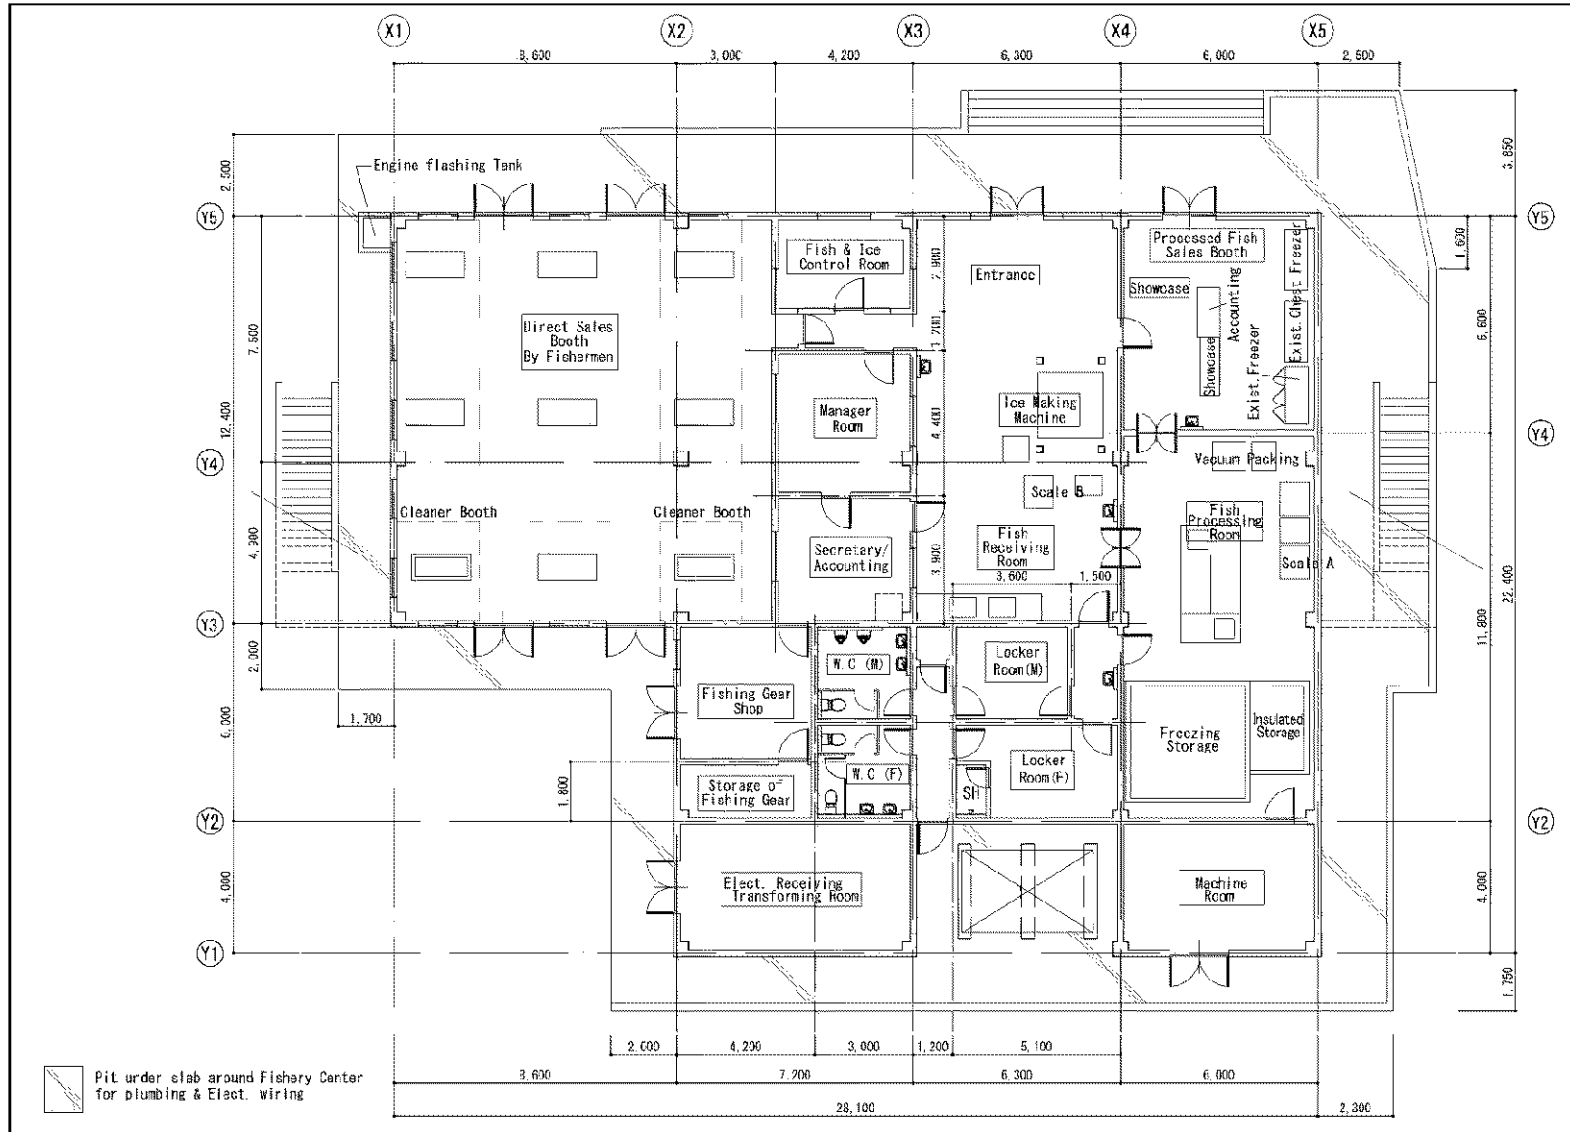 X1
X2
X3
X4
X5
8,600
3,000
4,200
6,300
6,000
2,500
3,850
2,500
Engine flashing Tank
Y5
Y5
1,600
Fish & Ice
Control Room
2,900
Entrance
Processed Fish
Sales Booth
Showcase
Accounting
Exist. Chest Freezer
Showcase
Exist. Freezer
6,600
7,500
Direct Sales
Booth
By Fishermen
1,200
12,400
Manager
Room
4,400
Ice Making
Machine
Y4
Y4
Vacuum Packing
Scale B
Cleaner Booth
Cleaner Booth
4,900
Secretary/
Accounting
3,900
Fish
Receiving
Room
3,600
1,500
Fish
Processing
Room
Scale A
22,400
11,800
Y3
2,000
W.C (M)
Locker
Room(M)
1,700
Fishing Gear
Shop
6,000
Freezing
Storage
Insulated
Storage
1,800
Storage of
Fishing Gear
W.C (F)
SH
Locker
Room(F)
Y2
Y2
4,000
Elect. Receiving
Transforming Room
Machine
Room
4,000
Y1
1,750
2,000
4,200
3,000
1,200
5,100
8,600
7,200
6,300
6,000
28,100
2,300
Pit under slab around Fishery Center
for plumbing & Elect. wiring